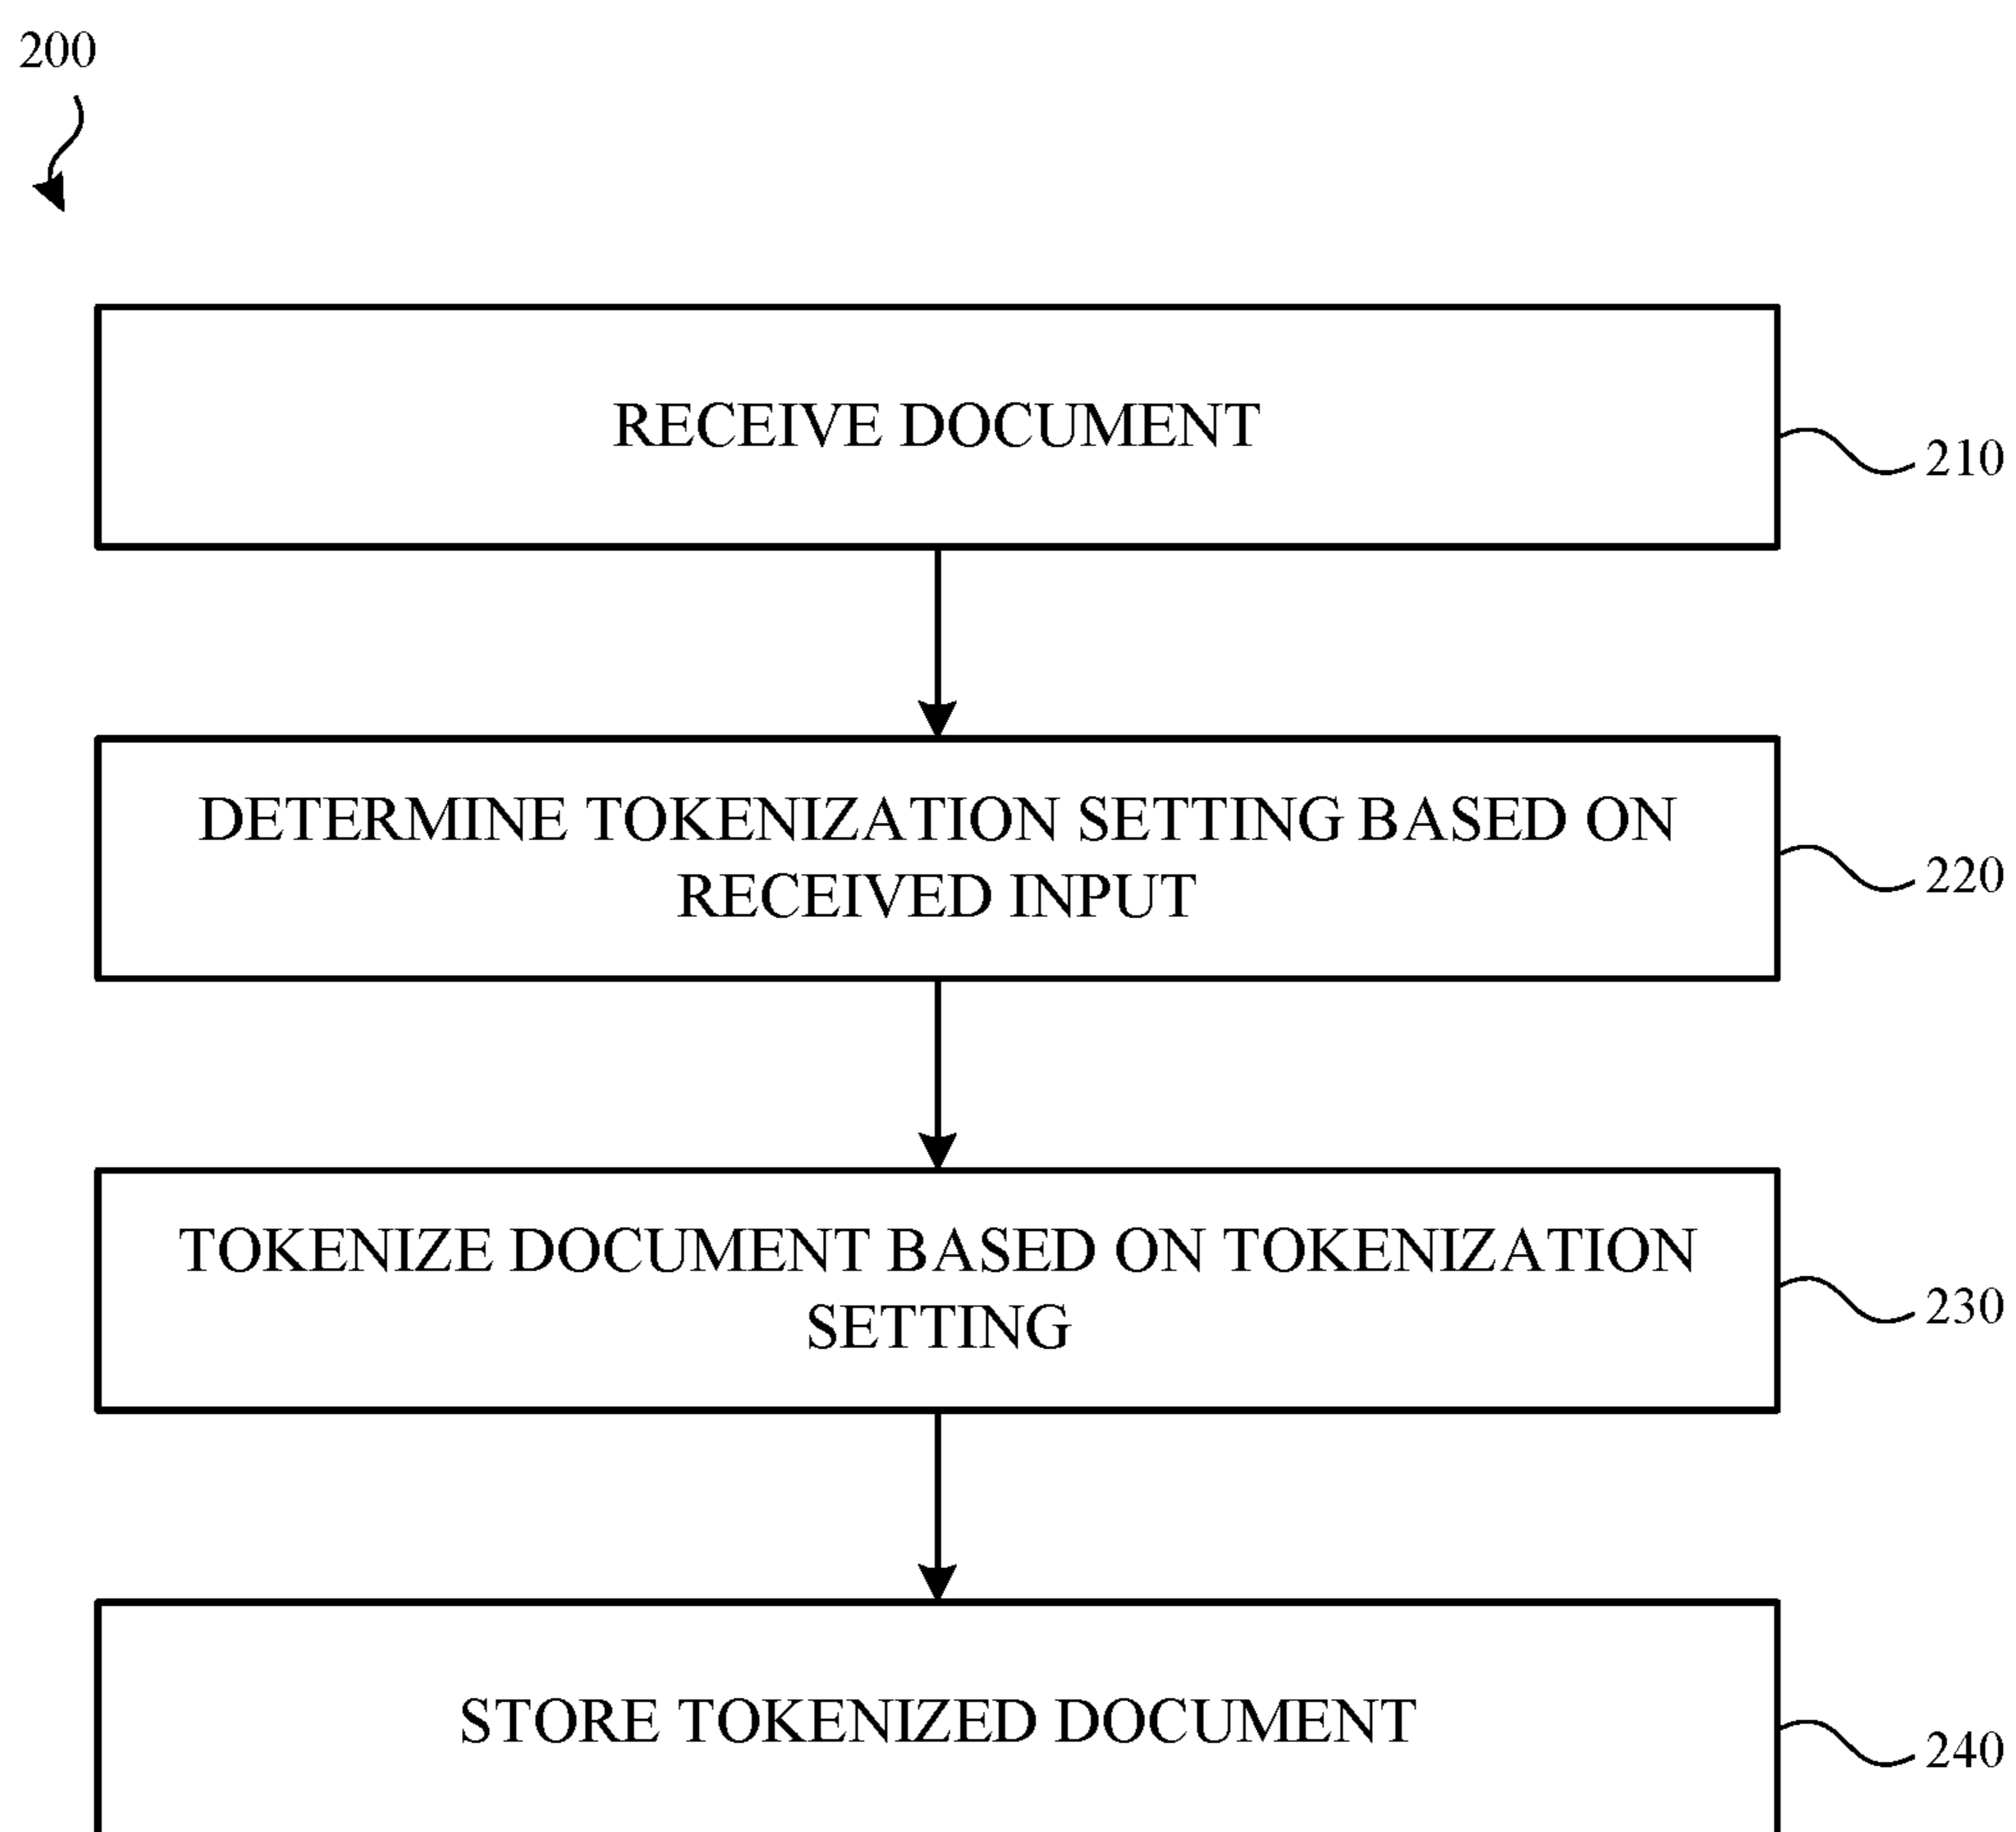 200
RECEIVE DOCUMENT
210
DETERMINE TOKENIZATION SETTING BASED ON
RECEIVED INPUT
220
TOKENIZE DOCUMENT BASED ON TOKENIZATION
SETTING
230
STORE TOKENIZED DOCUMENT
240